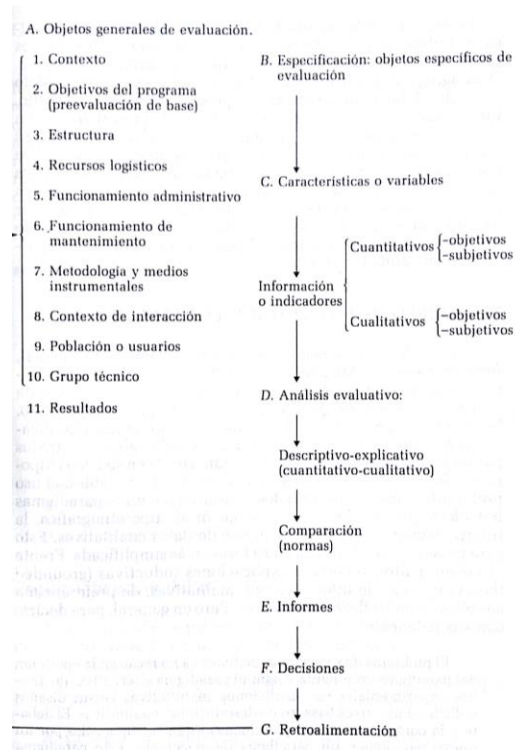 A. Objetos generales de evaluación.
1. Contexto
2. Objetivos del programa
(preevaluación de base)
3. Estructura
4. Recursos logísticos
5. Funcionamiento administrativo
6. Funcionamiento de
mantenimiento
7. Metodología y medios
instrumentales
8. Contexto de interacción
9. Población o usuarios
10. Grupo técnico
11. Resultados
B. Especificación: objetos específicos de
evaluación
C. Características o variables
Información
o indicadores
Cuantitativos
-objetivos
-subjetivos
Cualitativos
-objetivos
-subjetivos
D. Análisis evaluativo:
Descriptivo-explicativo
(cuantitativo-cualitativo)
Comparación
(normas)
E. Informes
F. Decisiones
G. Retroalimentación